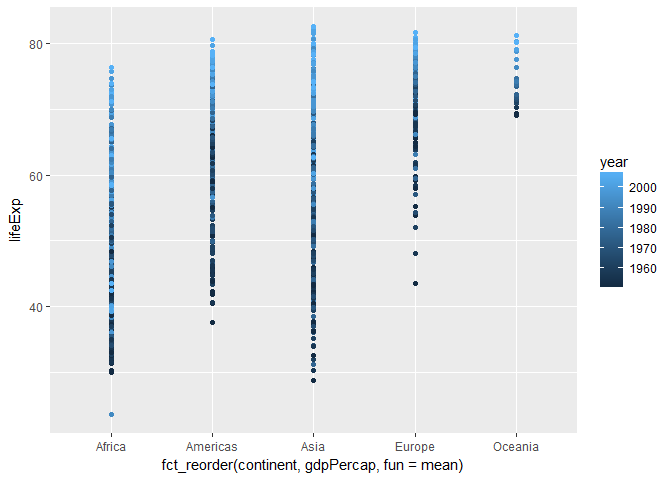 80
60
40
lifeExp
Africa
Americas
Asia
Europe
Oceania
fct_reorder(continent, gdpPercap, fun = mean)
year
2000
1990
1980
1970
1960